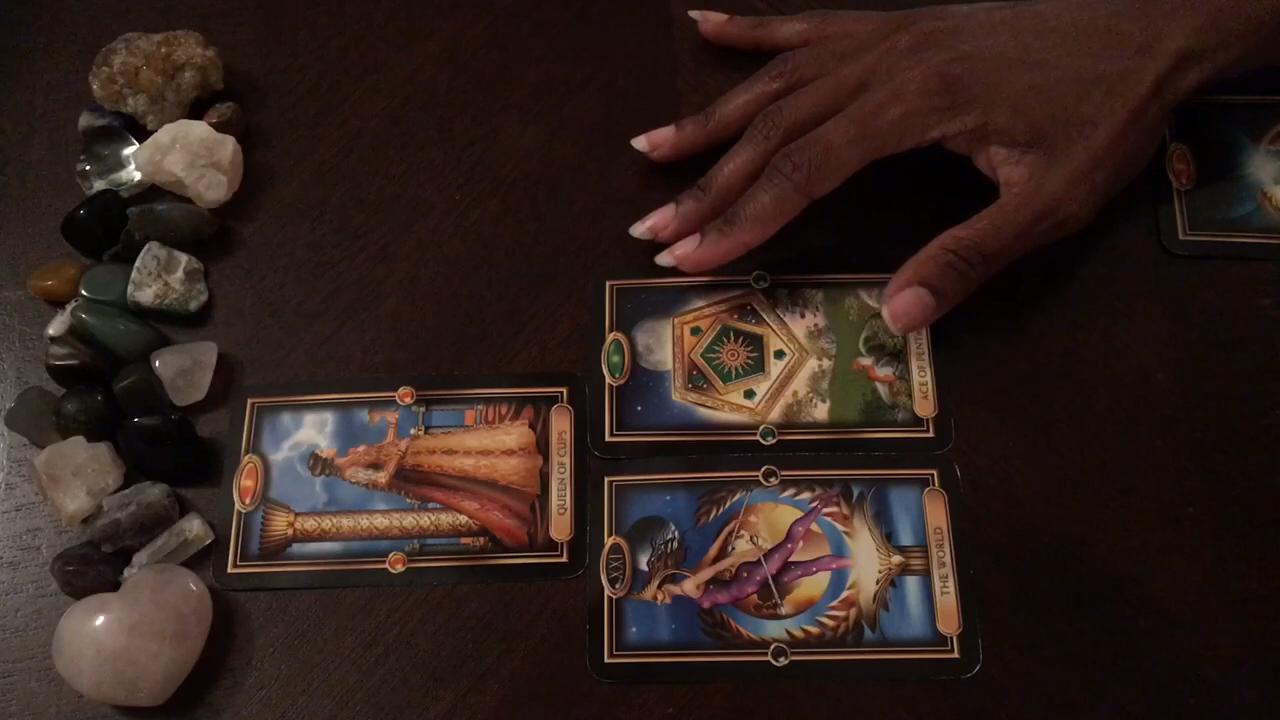 QUEEN OF CUPS
ACE OF PENT
XXI
THE WORLD